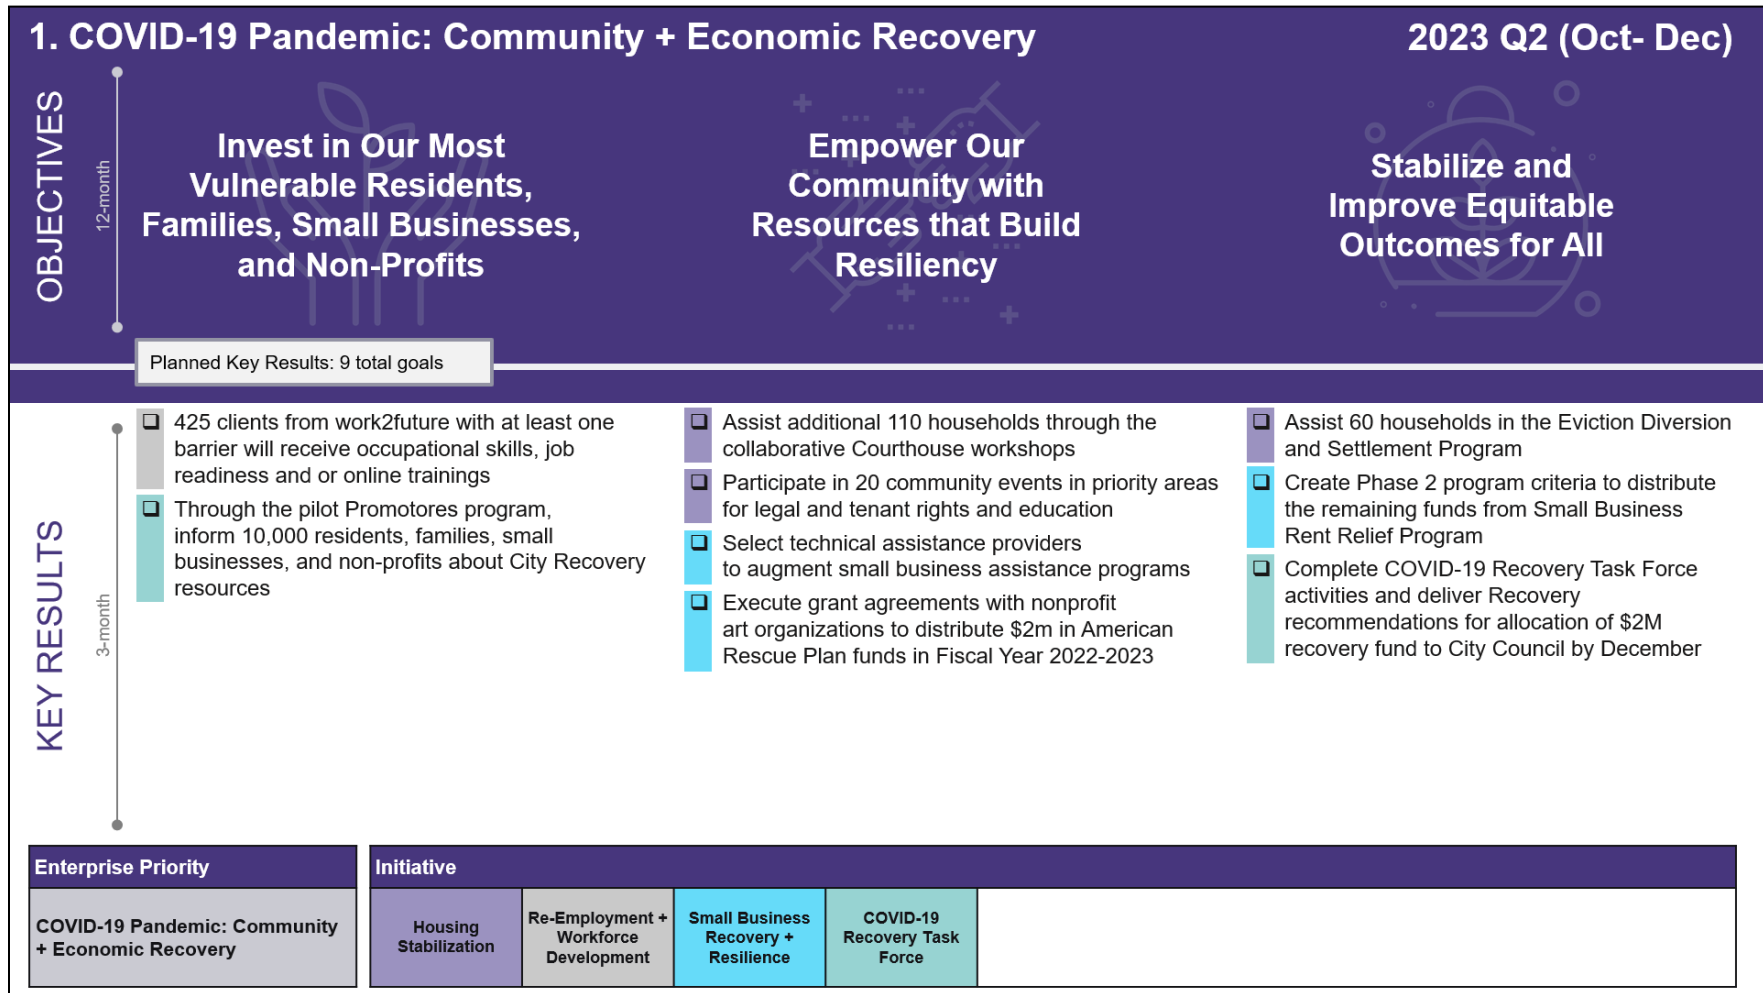 1. COVID-19 Pandemic: Community + Economic Recovery
2023 Q2 (Oct- Dec)
OBJECTIVES
12-month
Invest in Our Most
Vulnerable Residents,
Families, Small Businesses,
and Non-Profits
Empower Our
Community with
Resources that Build
Resiliency
Stabilize and
Improve Equitable
Outcomes for All
Planned Key Results: 9 total goals
KEY RESULTS
3-month
425 clients from work2future with at least one
barrier will receive occupational skills, job
readiness and or online trainings
Through the pilot Promotores program,
inform 10,000 residents, families, small
businesses, and non-profits about City Recovery
resources
Assist additional 110 households through the
collaborative Courthouse workshops
Participate in 20 community events in priority areas
for legal and tenant rights and education
Select technical assistance providers
to augment small business assistance programs
Execute grant agreements with nonprofit
art organizations to distribute $2m in American
Rescue Plan funds in Fiscal Year 2022-2023
Assist 60 households in the Eviction Diversion
and Settlement Program
Create Phase 2 program criteria to distribute
the remaining funds from Small Business
Rent Relief Program
Complete COVID-19 Recovery Task Force
activities and deliver Recovery
recommendations for allocation of $2M
recovery fund to City Council by December
Enterprise Priority
COVID-19 Pandemic: Community
+ Economic Recovery
Initiative
Housing
Stabilization
Re-Employment +
Workforce
Development
Small Business
Recovery +
Resilience
COVID-19
Recovery Task
Force